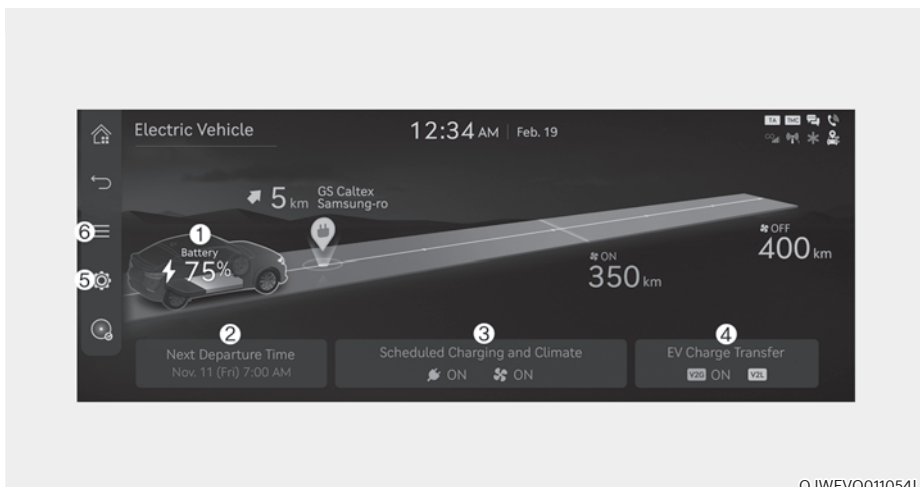 Electric Vehicle
12:34 AM | Feb. 19
TA TMC
5 km
GS Caltex
Samsung-ro
6
1
Battery
75%
OFF
400 km
ON
350 km
5
2
Next Departure Time
Nov. 11 (Fri) 7:00 AM
3
Scheduled Charging and Climate
ON ON
4
EV Charge Transfer
V2G ON V2L